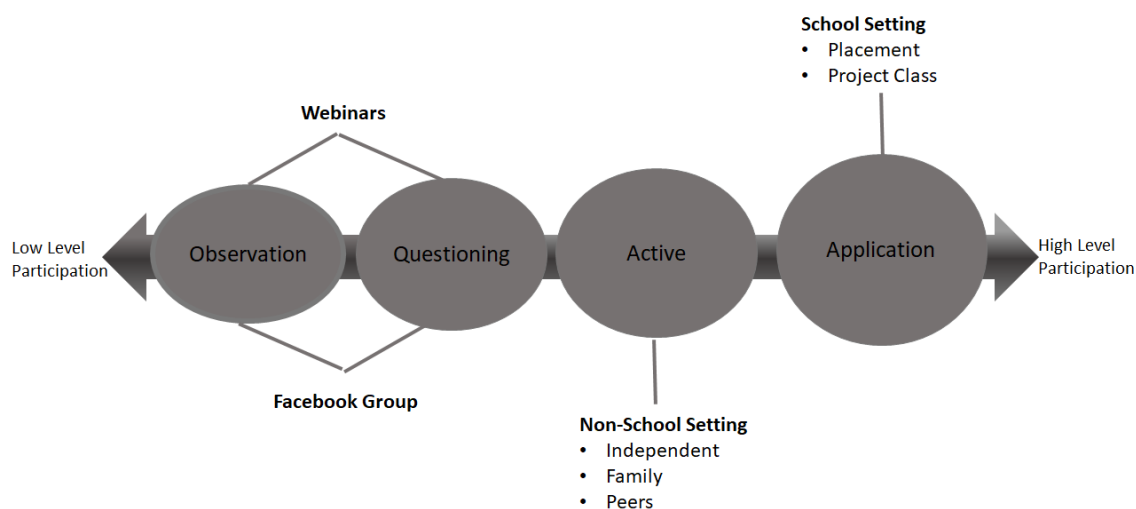 School Setting
• Placement
• Project Class
Webinars
Low Level
Participation
Observation
Questioning
Active
Application
High Level
Participation
Facebook Group
Non-School Setting
• Independent
• Family
• Peers